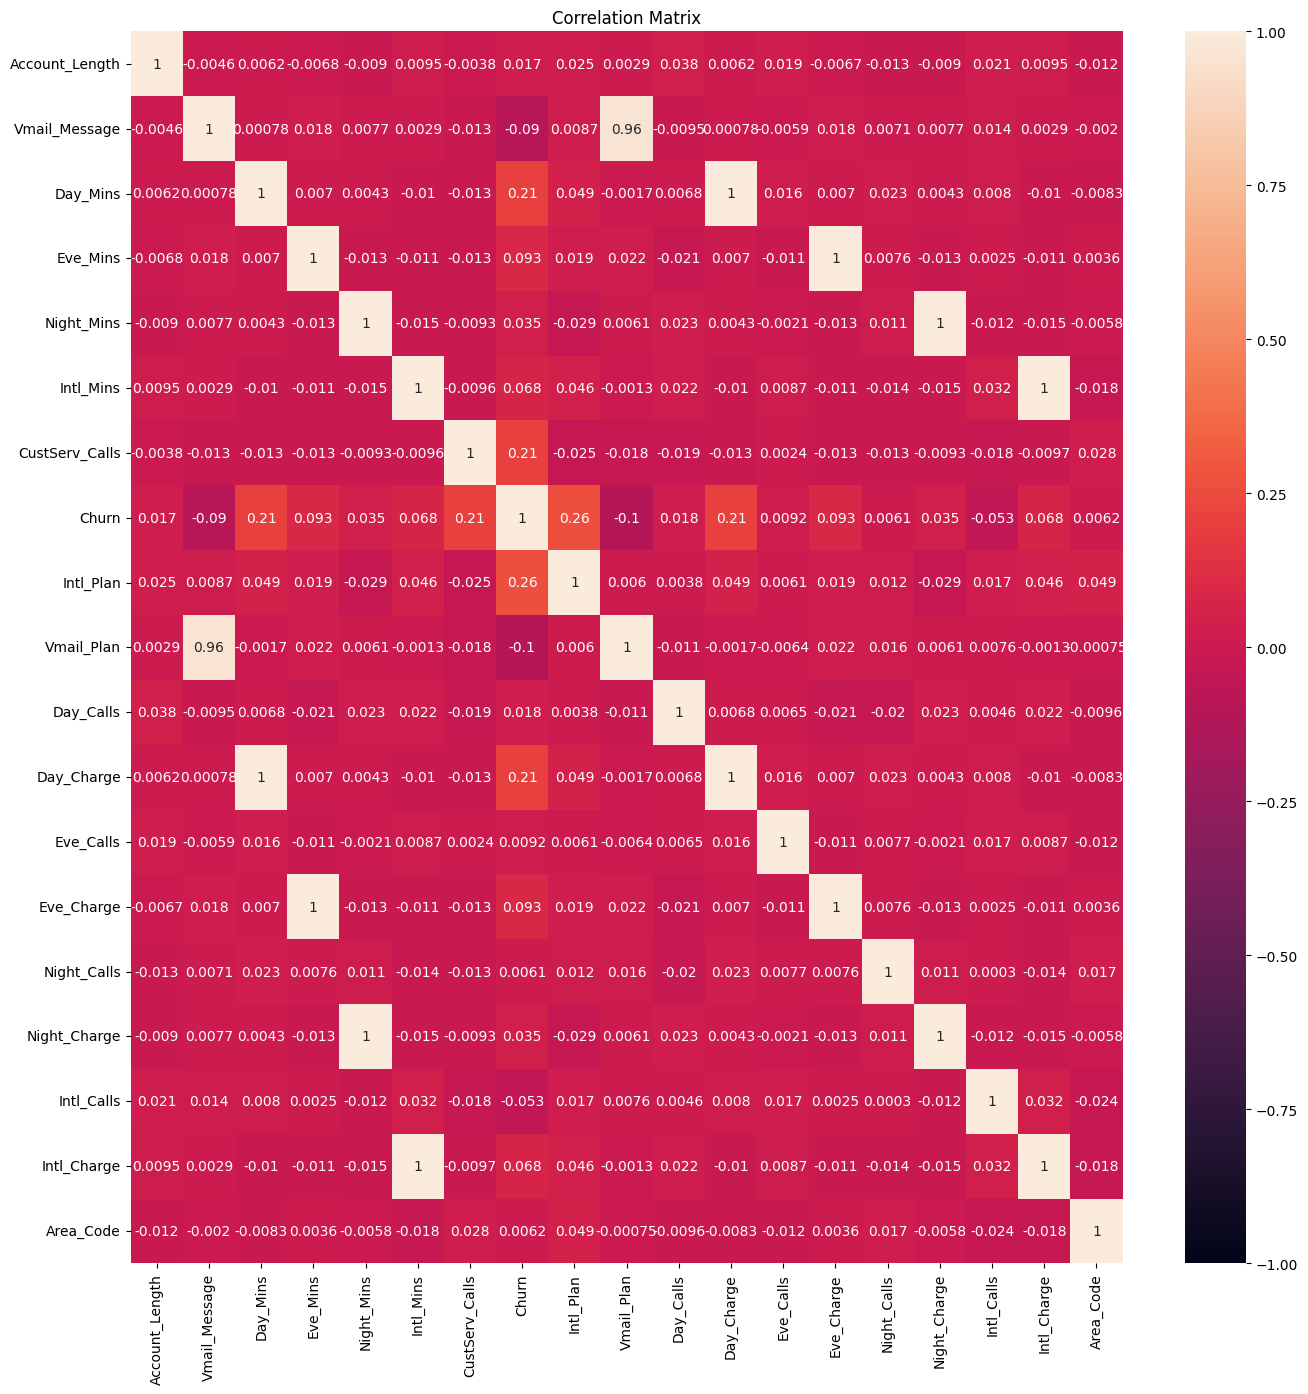 Correlation Matrix
Account_Length 1 -0.0046 0.0062 -0.0068 -0.009 0.0095 -0.0038 0.017 0.025 0.0029 0.038 0.0062 0.019 -0.0067 -0.013 -0.009 0.021 0.0095 -0.012
Vmail_Message -0.0046 1 0.00078 0.018 0.0077 0.0029 -0.013 -0.09 0.0087 0.96 -0.0095 0.00078 -0.0059 0.018 0.0071 0.0077 0.014 0.0029 -0.002
Day_Mins 0.0062 0.00078 1 0.007 0.0043 -0.01 -0.013 0.21 0.049 -0.0017 0.0068 1 0.016 0.007 0.023 0.0043 0.008 -0.01 -0.0083
Eve_Mins -0.0068 0.018 0.007 1 -0.013 -0.011 -0.013 0.093 0.019 0.022 -0.021 0.007 -0.011 1 0.0076 -0.013 0.0025 -0.011 0.0036
Night_Mins -0.009 0.0077 0.0043 -0.013 1 -0.015 -0.0093 0.035 -0.029 0.0061 0.023 0.0043 -0.0021 -0.013 0.011 1 -0.012 -0.015 -0.0058
Intl_Mins 0.0095 0.0029 -0.01 -0.011 -0.015 1 -0.0096 0.068 0.046 -0.0013 0.022 -0.01 0.0087 -0.011 -0.014 -0.015 0.032 1 -0.018
CustServ_Calls -0.0038 -0.013 -0.013 -0.013 -0.0093 -0.0096 1 0.21 -0.025 -0.018 -0.019 -0.013 0.0024 -0.013 -0.013 -0.0093 -0.018 -0.0097 0.028
Churn 0.017 -0.09 0.21 0.093 0.035 0.068 0.21 1 0.26 -0.1 0.018 0.21 0.0092 0.093 0.0061 0.035 -0.053 0.068 0.0062
Intl_Plan 0.025 0.0087 0.049 0.019 -0.029 0.046 -0.025 0.26 1 0.006 0.0038 0.049 0.0061 0.019 0.012 -0.029 0.017 0.046 0.049
Vmail_Plan 0.0029 0.96 -0.0017 0.022 0.0061 -0.0013 -0.018 -0.1 0.006 1 -0.011 -0.0017 -0.0064 0.022 0.016 0.0061 0.0076 -0.0013 -0.00075
Day_Calls 0.038 -0.0095 0.0068 -0.021 0.023 0.022 -0.019 0.018 0.0038 -0.011 1 0.0068 0.0065 -0.021 -0.02 0.023 0.0046 0.022 -0.0096
Day_Charge 0.0062 0.00078 1 0.007 0.0043 -0.01 -0.013 0.21 0.049 -0.0017 0.0068 1 0.016 0.007 0.023 0.0043 0.008 -0.01 -0.0083
Eve_Calls 0.019 -0.0059 0.016 -0.011 -0.0021 0.0087 0.0024 0.0092 0.0061 -0.0064 0.0065 0.016 1 -0.011 0.0077 -0.0021 0.017 0.0087 -0.012
Eve_Charge -0.0067 0.018 0.007 1 -0.013 -0.011 -0.013 0.093 0.019 0.022 -0.021 0.007 -0.011 1 0.0076 -0.013 0.0025 -0.011 0.0036
Night_Calls -0.013 0.0071 0.023 0.0076 0.011 -0.014 -0.013 0.0061 0.012 0.016 -0.02 0.023 0.0077 0.0076 1 0.011 0.0003 -0.014 0.017
Night_Charge -0.009 0.0077 0.0043 -0.013 1 -0.015 -0.0093 0.035 -0.029 0.0061 0.023 0.0043 -0.0021 -0.013 0.011 1 -0.012 -0.015 -0.0058
Intl_Calls 0.021 0.014 0.008 0.0025 -0.012 0.032 -0.018 -0.053 0.017 0.0076 0.0046 0.008 0.017 0.0025 0.0003 -0.012 1 0.032 -0.024
Intl_Charge 0.0095 0.0029 -0.01 -0.011 -0.015 1 -0.0097 0.068 0.046 -0.0013 0.022 -0.01 0.0087 -0.011 -0.014 -0.015 0.032 1 -0.018
Area_Code -0.012 -0.002 -0.0083 0.0036 -0.0058 -0.018 0.028 0.0062 0.049 -0.00075 -0.0096 -0.0083 -0.012 0.0036 0.017 -0.0058 -0.024 -0.018 1
Account_Length
Vmail_Message
Day_Mins
Eve_Mins
Night_Mins
Intl_Mins
CustServ_Calls
Churn
Intl_Plan
Vmail_Plan
Day_Calls
Day_Charge
Eve_Calls
Eve_Charge
Night_Calls
Night_Charge
Intl_Calls
Intl_Charge
Area_Code
1.00
0.75
0.50
0.25
0.00
−0.25
−0.50
−0.75
−1.00